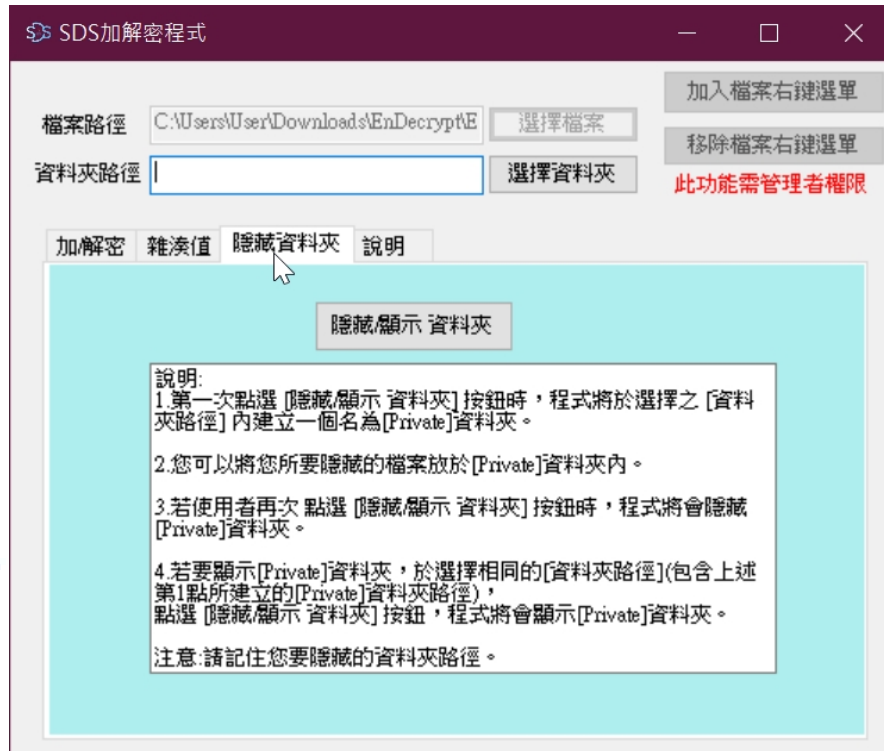 SDS加解密程式
加入檔案右鍵選單
檔案路徑 C:\Users\User\Downloads\EnDecrypt\E 選擇檔案
移除檔案右鍵選單
資料夾路徑 選擇資料夾
此功能需管理者權限
加/解密 雜湊值 隱藏資料夾 說明
隱藏/顯示 資料夾
說明:
1.第一次點選 [隱藏/顯示 資料夾] 按鈕時，程式將於選擇之 [資料
夾路徑] 內建立一個名為[Private]資料夾。
2.您可以將您所要隱藏的檔案放於[Private]資料夾內。
3.若使用者再次 點選 [隱藏/顯示 資料夾] 按鈕時，程式將會隱藏
[Private]資料夾。
4.若要顯示[Private]資料夾，於選擇相同的[資料夾路徑](包含上述
第1點所建立的[Private]資料夾路徑)，
點選 [隱藏/顯示 資料夾] 按鈕，程式將會顯示[Private]資料夾。
注意:請記住您要隱藏的資料夾路徑。